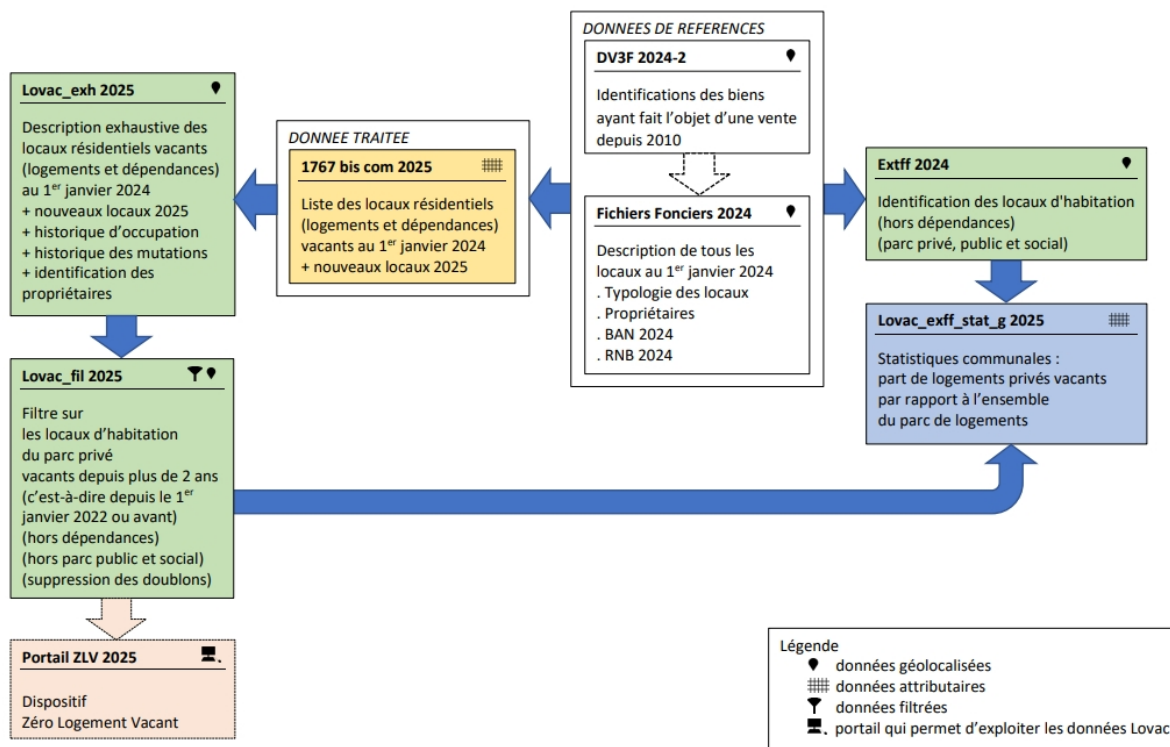 DONNEES DE REFERENCES
DV3F 2024-2
Identifications des biens
ayant fait l’objet d’une vente
depuis 2010
Fichiers Fonciers 2024
Description de tous les
locaux au 1er janvier 2024
. Typologie des locaux
. Propriétaires
. BAN 2024
. RNB 2024
DONNEE TRAITEE
1767 bis com 2025
Liste des locaux résidentiels
(logements et dépendances)
vacants au 1er janvier 2024
+ nouveaux locaux 2025
Lovac_exh 2025
Description exhaustive des
locaux résidentiels vacants
(logements et dépendances)
au 1er janvier 2024
+ nouveaux locaux 2025
+ historique d’occupation
+ historique des mutations
+ identification des
propriétaires
Lovac_fil 2025
Filtre sur
les locaux d’habitation
du parc privé
vacants depuis plus de 2 ans
(c’est-à-dire depuis le 1er
janvier 2022 ou avant)
(hors dépendances)
(hors parc public et social)
(suppression des doublons)
Portail ZLV 2025
Dispositif
Zéro Logement Vacant
Extff 2024
Identification des locaux d'habitation
(hors dépendances)
(parc privé, public et social)
Lovac_exff_stat_g 2025
Statistiques communales :
part de logements privés vacants
par rapport à l’ensemble
du parc de logements
Légende
données géolocalisées
données attributaires
données filtrées
portail qui permet d’exploiter les données Lovac